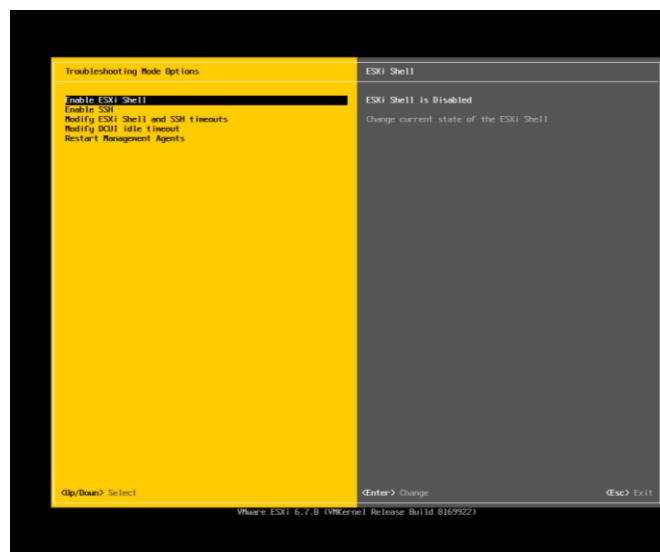 Troubleshooting Mode Options
ESXi Shell
Enable ESXi Shell
Enable SSH
Modify ESXi Shell and SSH timeouts
Modify DCUI idle timeout
Restart Management Agents
ESXi Shell is Disabled
Change current state of the ESXi Shell
<Up/Down> Select
<Enter> Change
<Esc> Exit
VMware ESXi 6.7.0 (VMKernel Release Build 8169922)